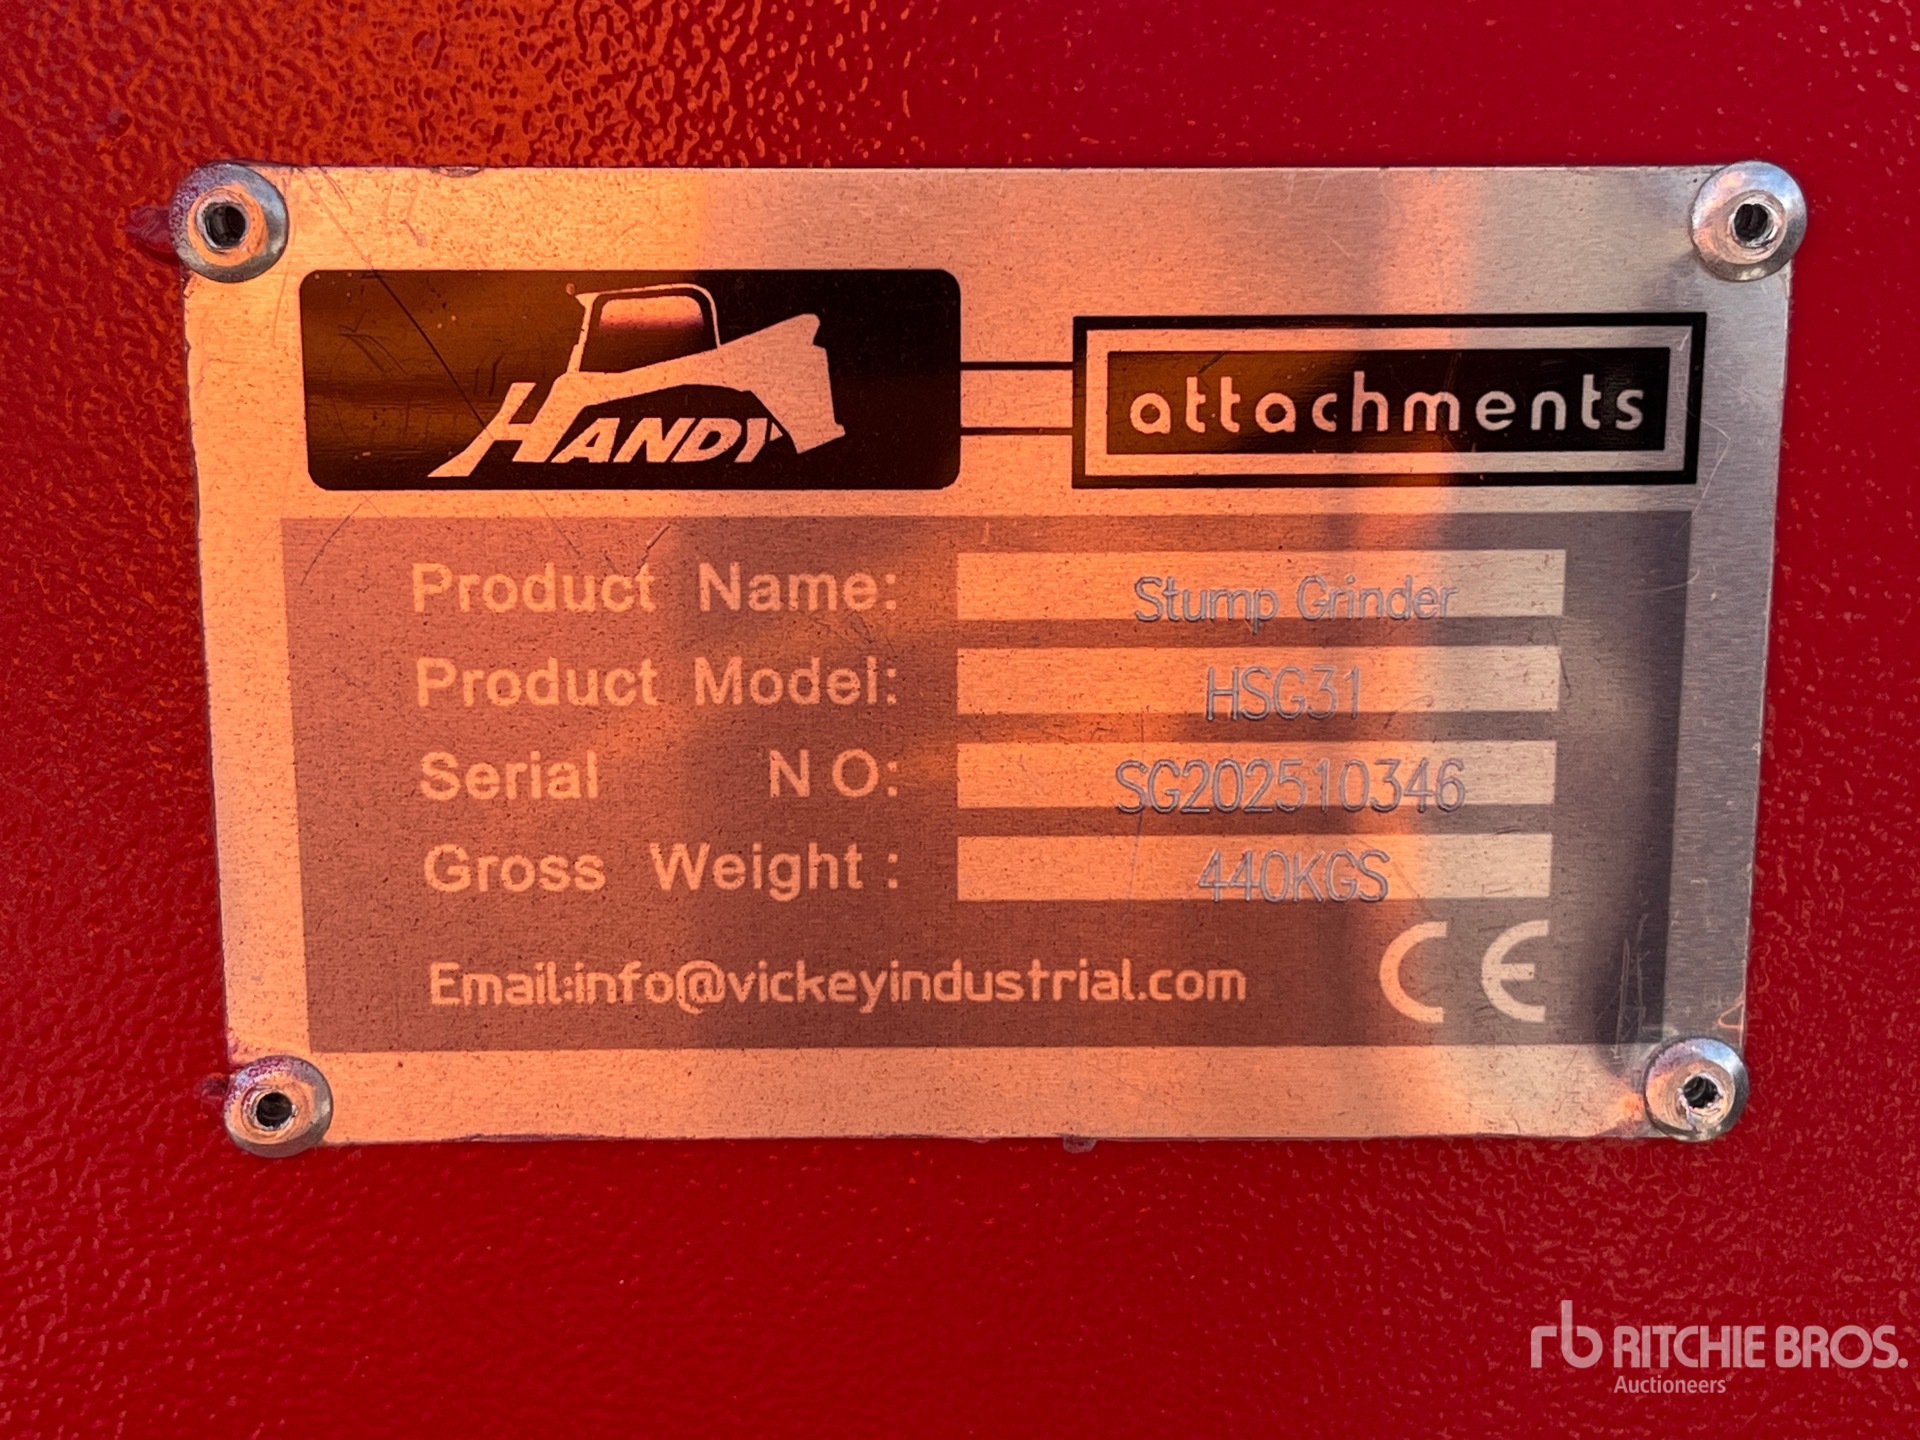 HANDY
attachments
Product Name: Stump Grinder
Product Model: HSG31
Serial NO: SG202510346
Gross Weight: 440KGS
Email:info@vickeyindustrial.com
CE
rb RITCHIE BROS.
Auctioneers